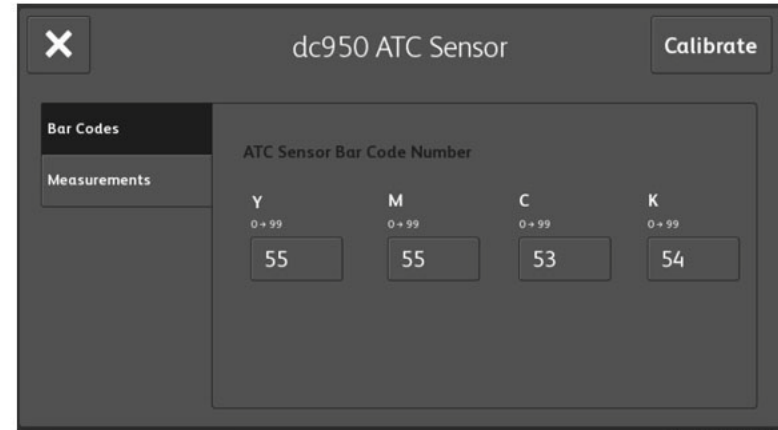 dc950 ATC Sensor
Calibrate
Bar Codes
Measurements
ATC Sensor Bar Code Number
Y M C K
0→99 0→99 0→99 0→99
55 55 53 54